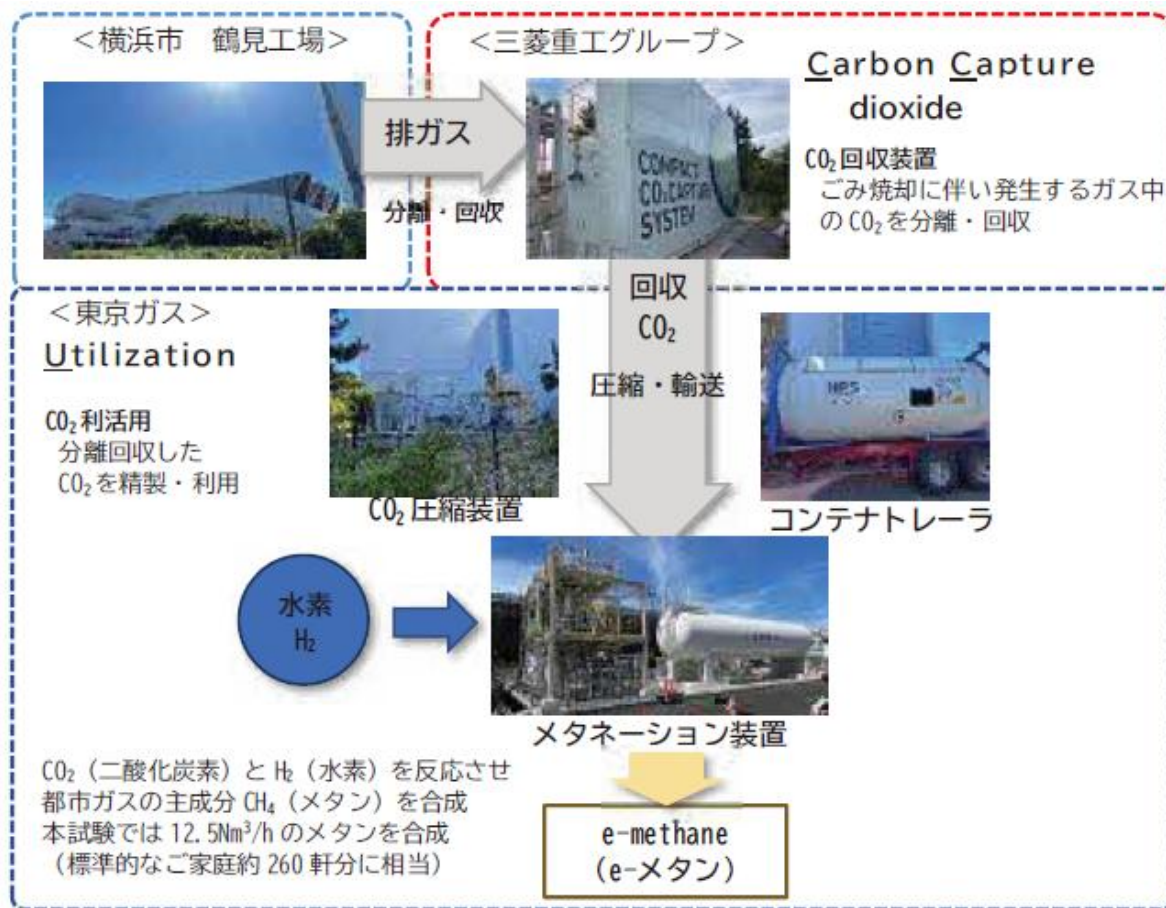 ＜横浜市　鶴見工場＞
排ガス
分離・回収
＜三菱重工グループ＞
COMPACT
CO₂CAPTURE
SYSTEM
Carbon Capture
dioxide
CO₂回収装置
ごみ焼却に伴い発生するガス中
のCO₂を分離・回収
回収
CO₂
圧縮・輸送
＜東京ガス＞
Utilization
CO₂利活用
分離回収した
CO₂を精製・利用
CO₂圧縮装置
NRS
コンテナトレーラ
水素
H₂
メタネーション装置
CO₂（二酸化炭素）とH₂（水素）を反応させ
都市ガスの主成分CH₄（メタン）を合成
本試験では12.5Nm³/hのメタンを合成
（標準的なご家庭約260軒分に相当）
e-methane
（e-メタン）